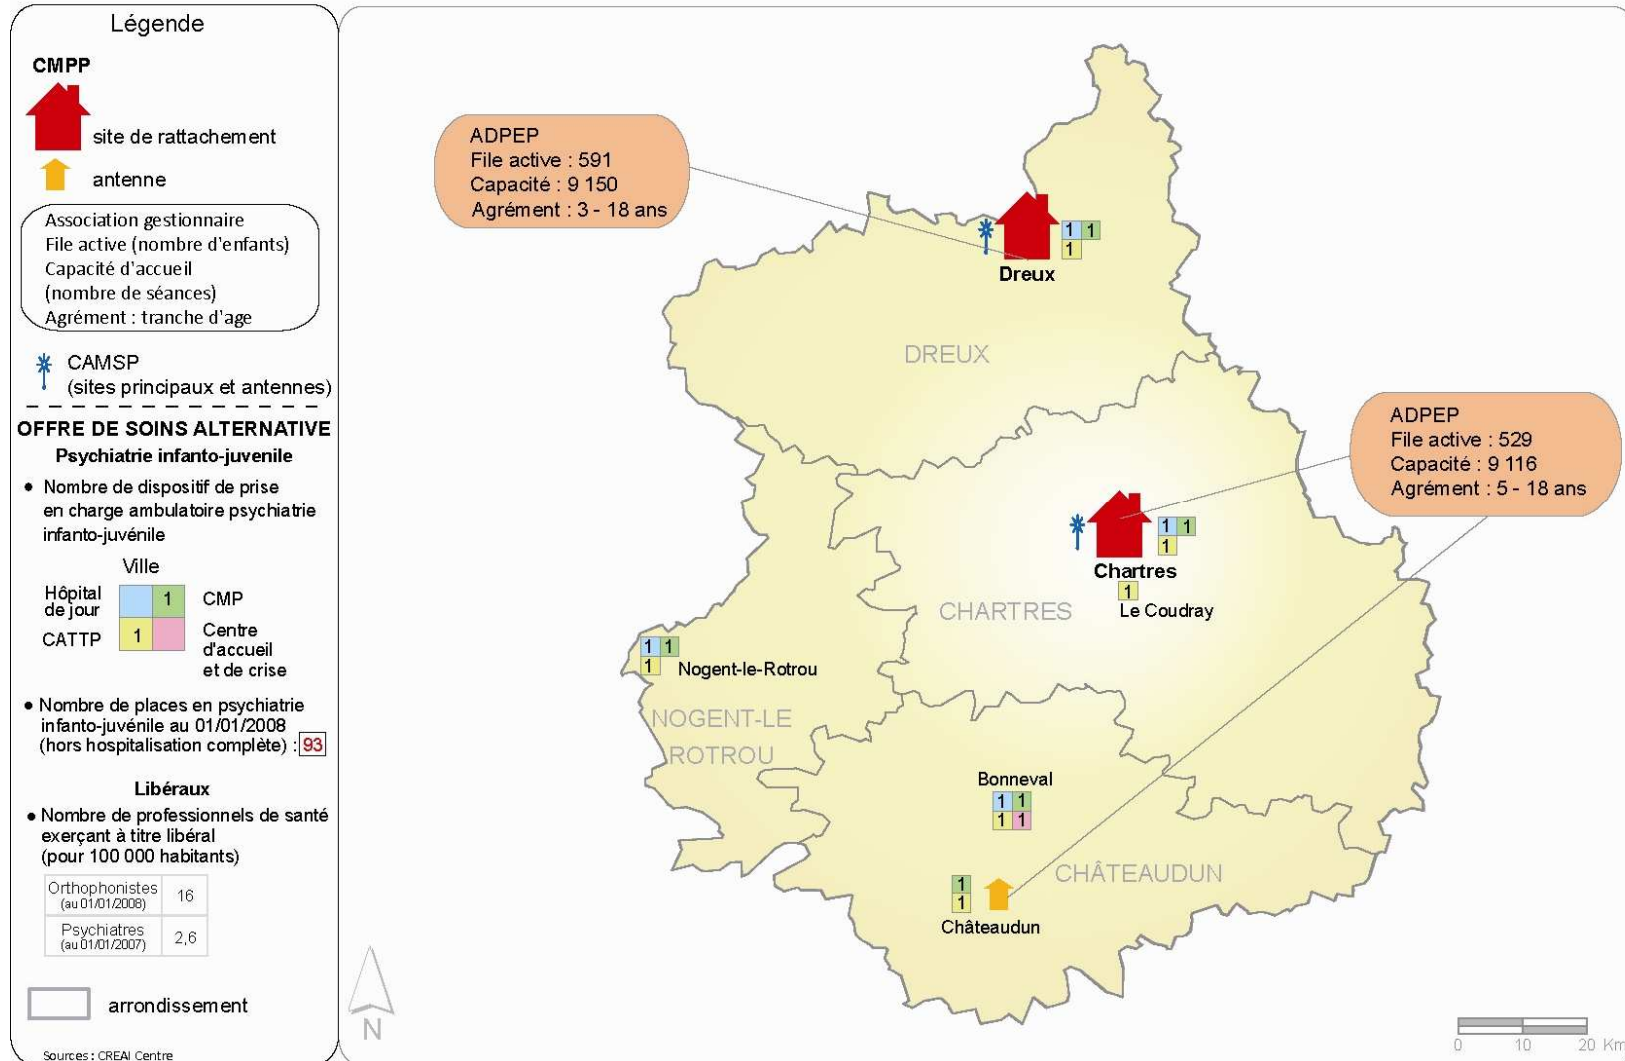 Légende
CMPP
site de rattachement
antenne
Association gestionnaire
File active (nombre d'enfants)
Capacité d'accueil
(nombre de séances)
Agrément : tranche d'age
CAMSP
(sites principaux et antennes)
OFFRE DE SOINS ALTERNATIVE
Psychiatrie infanto-juvenile
• Nombre de dispositif de prise
en charge ambulatoire psychiatrie
infanto-juvénile
Ville
Hôpital
de jour
1
CMP
CATTP
1
Centre
d'accueil
et de crise
• Nombre de places en psychiatrie
infanto-juvénile au 01/01/2008
(hors hospitalisation complète) : 93
Libéraux
• Nombre de professionnels de santé
exerçant à titre libéral
(pour 100 000 habitants)
Orthophonistes
(au 01/01/2008)
16
Psychiatres
(au 01/01/2007)
2,6
arrondissement
Sources : CREAI Centre
ADPEP
File active : 591
Capacité : 9 150
Agrément : 3 - 18 ans
1 1
1
Dreux
DREUX
ADPEP
File active : 529
Capacité : 9 116
Agrément : 5 - 18 ans
1 1
1
Chartres
1
Le Coudray
CHARTRES
1 1
1
Nogent-le-Rotrou
NOGENT-LE
ROTROU
Bonneval
1 1
1 1
CHÂTEAUDUN
1
1
Châteaudun
N
0 10 20 Km